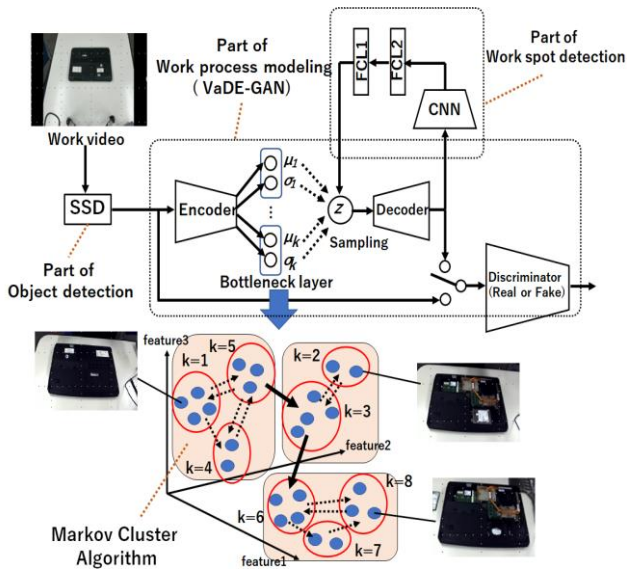 Part of
Work process modeling
( VaDE-GAN)
FCL1
FCL2
Part of
Work spot detection
CNN
Work video
SSD
Encoder
μ1
σ1
⋮
μk
σk
z
Sampling
Decoder
Part of
Object detection
Bottleneck layer
Discriminator
(Real or Fake)
feature3
k=5
k=1
k=2
k=3
k=4
feature2
k=8
k=6
k=7
feature1
Markov Cluster
Algorithm